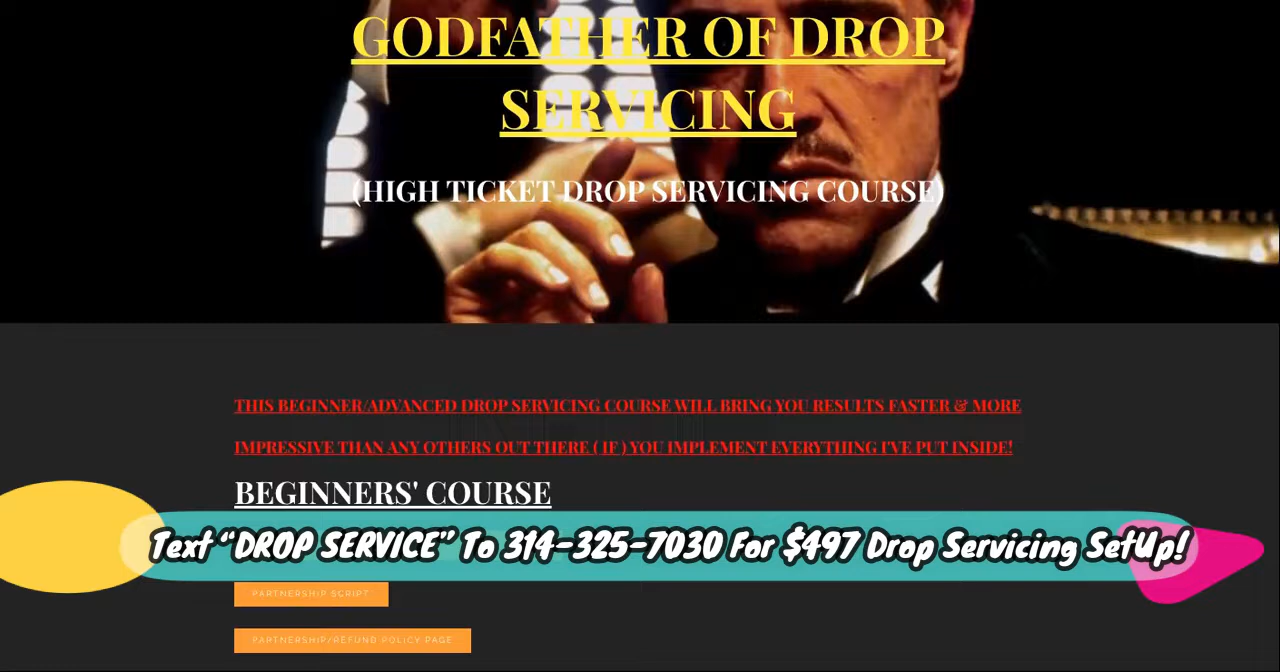 GODFATHER OF DROP
SERVICING
(HIGH TICKET DROP SERVICING COURSE)
THIS BEGINNER/ADVANCED DROP SERVICING COURSE WILL BRING YOU RESULTS FASTER & MORE
IMPRESSIVE THAN ANY OTHERS OUT THERE ( IF ) YOU IMPLEMENT EVERYTHING I'VE PUT INSIDE!
BEGINNERS' COURSE
Text “DROP SERVICE” To 314-325-7030 For $497 Drop Servicing SetUp!
PARTNERSHIP SCRIPT
PARTNERSHIP/REFUND POLICY PAGE